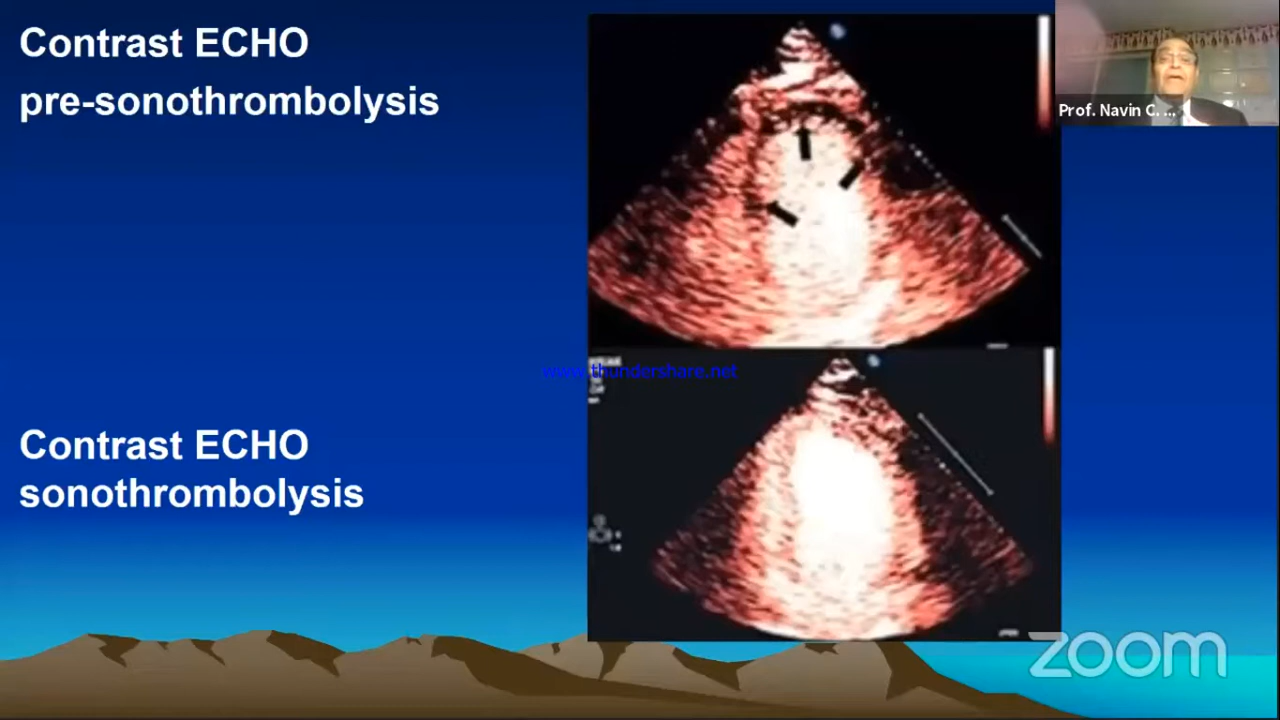 Contrast ECHO
pre-sonothrombolysis
Prof. Navin C. ...
www.thundershare.net
Contrast ECHO
sonothrombolysis
zoom